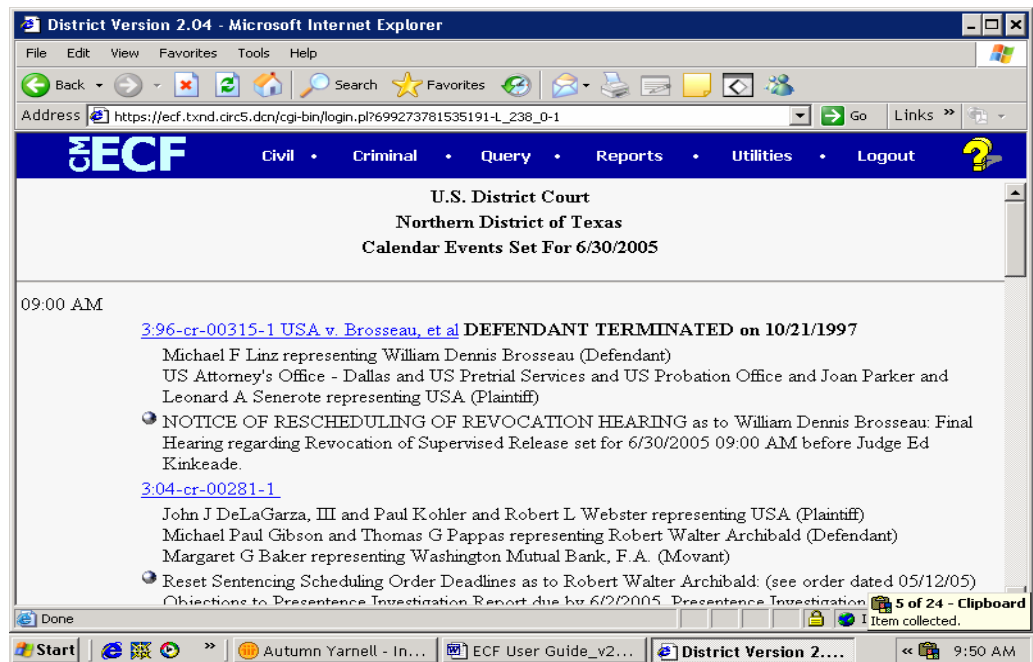 District Version 2.04 - Microsoft Internet Explorer
File Edit View Favorites Tools Help
Back Search Favorites
Address https://ecf.txnd.circ5.dcn/cgi-bin/login.pl?699273781535191-L_238_0-1 Go Links »
CM ECF Civil • Criminal • Query • Reports • Utilities • Logout ?
U.S. District Court
Northern District of Texas
Calendar Events Set For 6/30/2005
09:00 AM
3:96-cr-00315-1 USA v. Brosseau, et al DEFENDANT TERMINATED on 10/21/1997
Michael F Linz representing William Dennis Brosseau (Defendant)
US Attorney's Office - Dallas and US Pretrial Services and US Probation Office and Joan Parker and
Leonard A Senerote representing USA (Plaintiff)
NOTICE OF RESCHEDULING OF REVOCATION HEARING as to William Dennis Brosseau: Final
Hearing regarding Revocation of Supervised Release set for 6/30/2005 09:00 AM before Judge Ed
Kinkeade.
3:04-cr-00281-1
John J DeLaGarza, III and Paul Kohler and Robert L Webster representing USA (Plaintiff)
Michael Paul Gibson and Thomas G Pappas representing Robert Walter Archibald (Defendant)
Margaret G Baker representing Washington Mutual Bank, F.A. (Movant)
Reset Sentencing Scheduling Order Deadlines as to Robert Walter Archibald: (see order dated 05/12/05)
Objections to Presentence Investigation Report due by 6/2/2005. Presentence Investigation
5 of 24 - Clipboard
Item collected.
Done
Start » Autumn Yarnell - In... ECF User Guide_v2... District Version 2.... « 9:50 AM